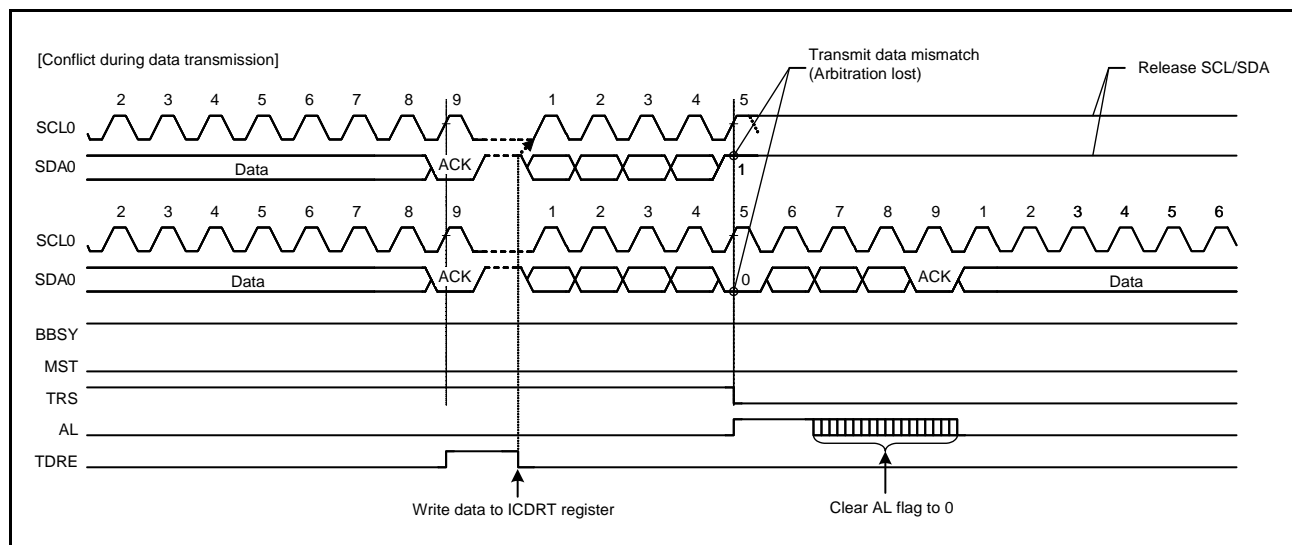 [Conflict during data transmission]
Transmit data mismatch
(Arbitration lost)
Release SCL/SDA
2 3 4 5 6 7 8 9 1 2 3 4 5
SCL0
SDA0 Data ACK 1
2 3 4 5 6 7 8 9 1 2 3 4 5 6 7 8 9 1 2 3 4 5 6
SCL0
SDA0 Data ACK 0 ACK Data
BBSY
MST
TRS
AL
TDRE
Write data to ICDRT register
Clear AL flag to 0